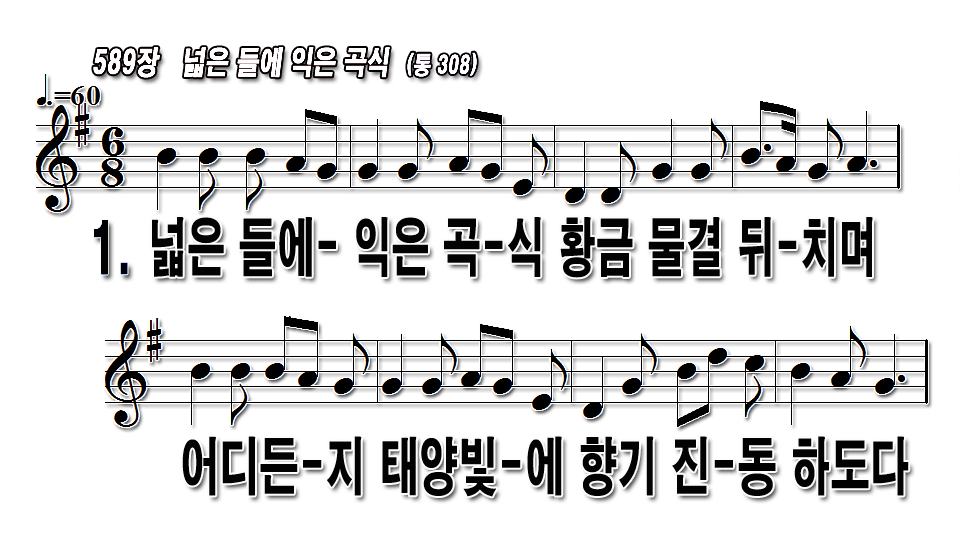 589장 넓은 들에 익은 곡식 (통 308)
♩.=60
6
8
1. 넓은 들에- 익은 곡-식 황금 물결 뒤-치며
어디든-지 태양빛-에 향기 진-동 하도다